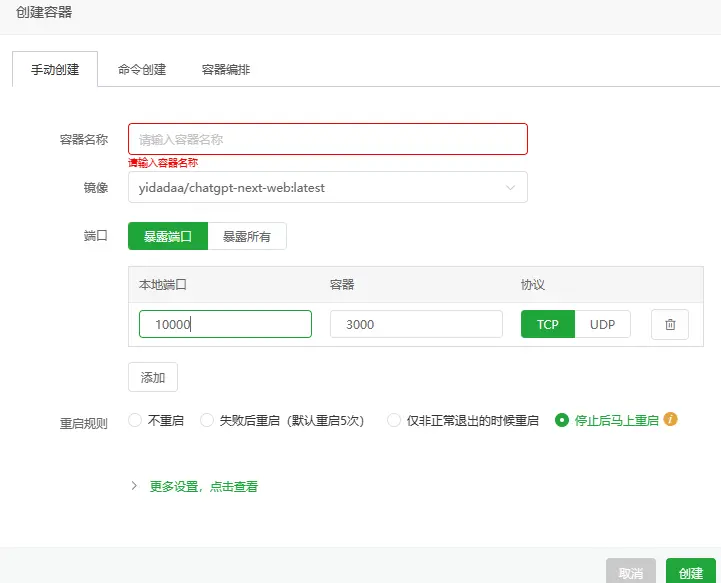 创建容器
手动创建 命令创建 容器编排
容器名称 请输入容器名称
请输入容器名称
镜像 yidadaa/chatgpt-next-web:latest
端口 暴露端口 暴露所有
本地端口 容器 协议
10000 3000 TCP UDP
添加
重启规则 不重启 失败后重启（默认重启5次） 仅非正常退出的时候重启 停止后马上重启
更多设置，点击查看
取消 创建